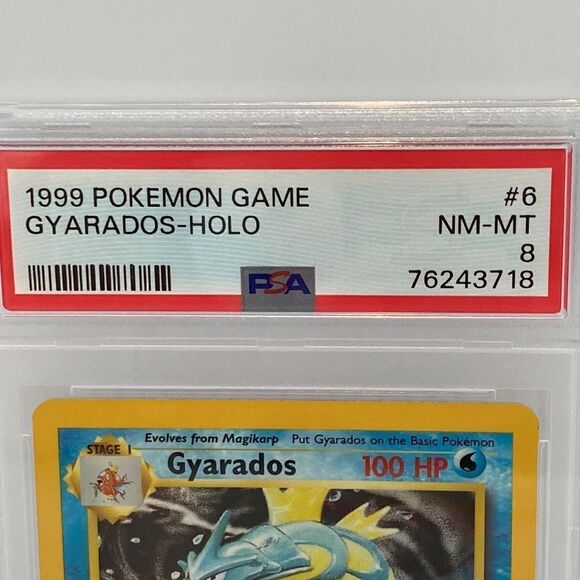 1999 POKEMON GAME #6
GYARADOS-HOLO NM-MT
8
PSA 76243718
Evolves from Magikarp Put Gyarados on the Basic Pokémon
STAGE 1
Gyarados 100 HP